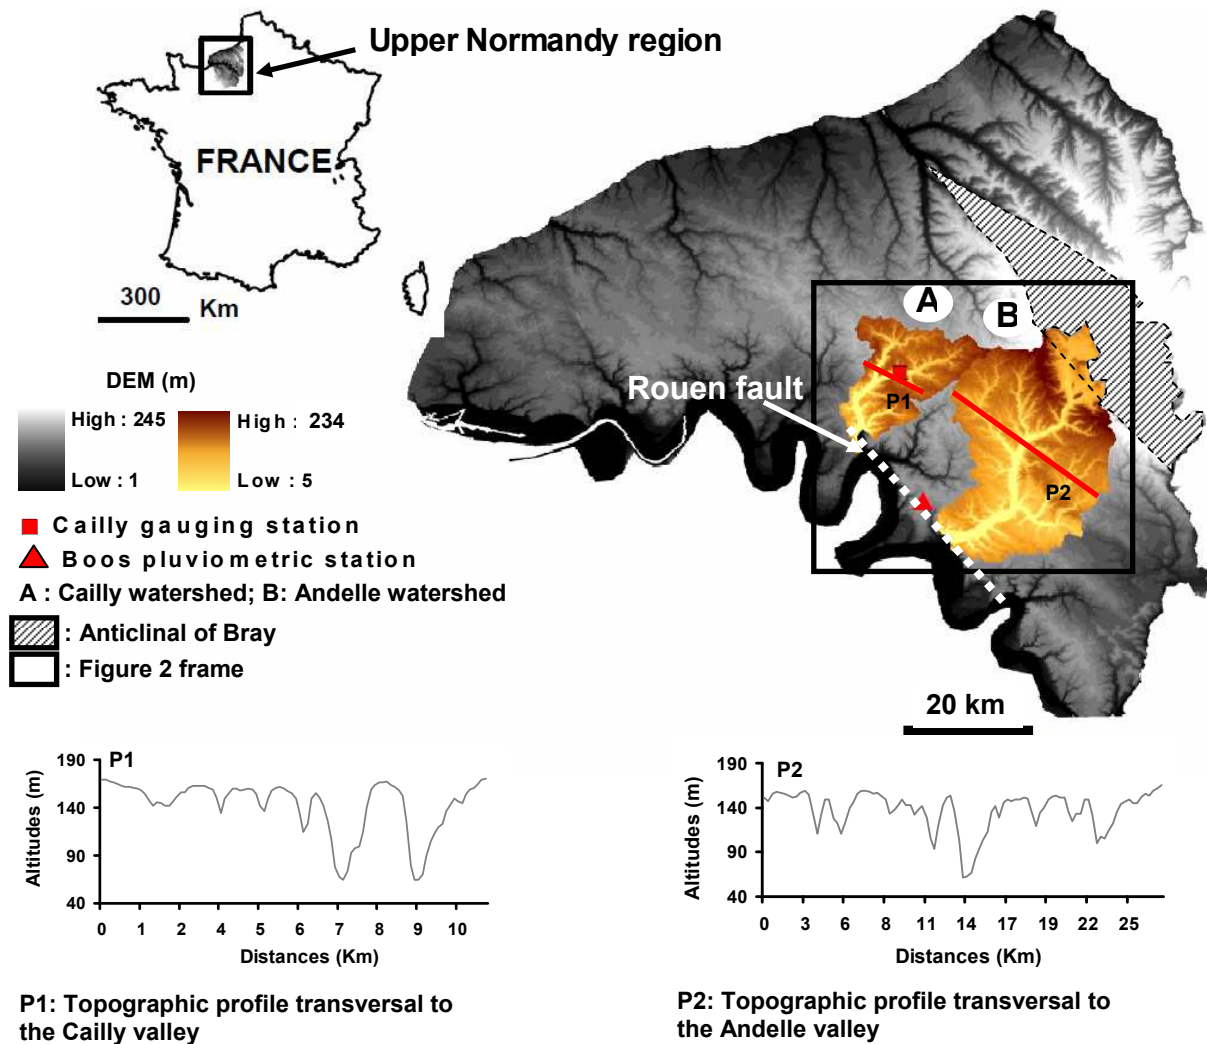 Upper Normandy region
FRANCE
300
Km
DEM (m)
High : 245
High : 234
Low : 1
Low : 5
Cailly gauging station
Boos pluviometric station
A : Cailly watershed; B: Andelle watershed
: Anticlinal of Bray
: Figure 2 frame
A
B
Rouen fault
P1
P2
20 km
P1
Altitudes (m)
190
140
90
40
0 1 2 4 5 6 7 8 9 10
Distances (Km)
P1: Topographic profile transversal to
the Cailly valley
P2
Altitudes (m)
190
140
90
40
0 3 6 8 11 14 17 19 22 25
Distances (Km)
P2: Topographic profile transversal to
the Andelle valley